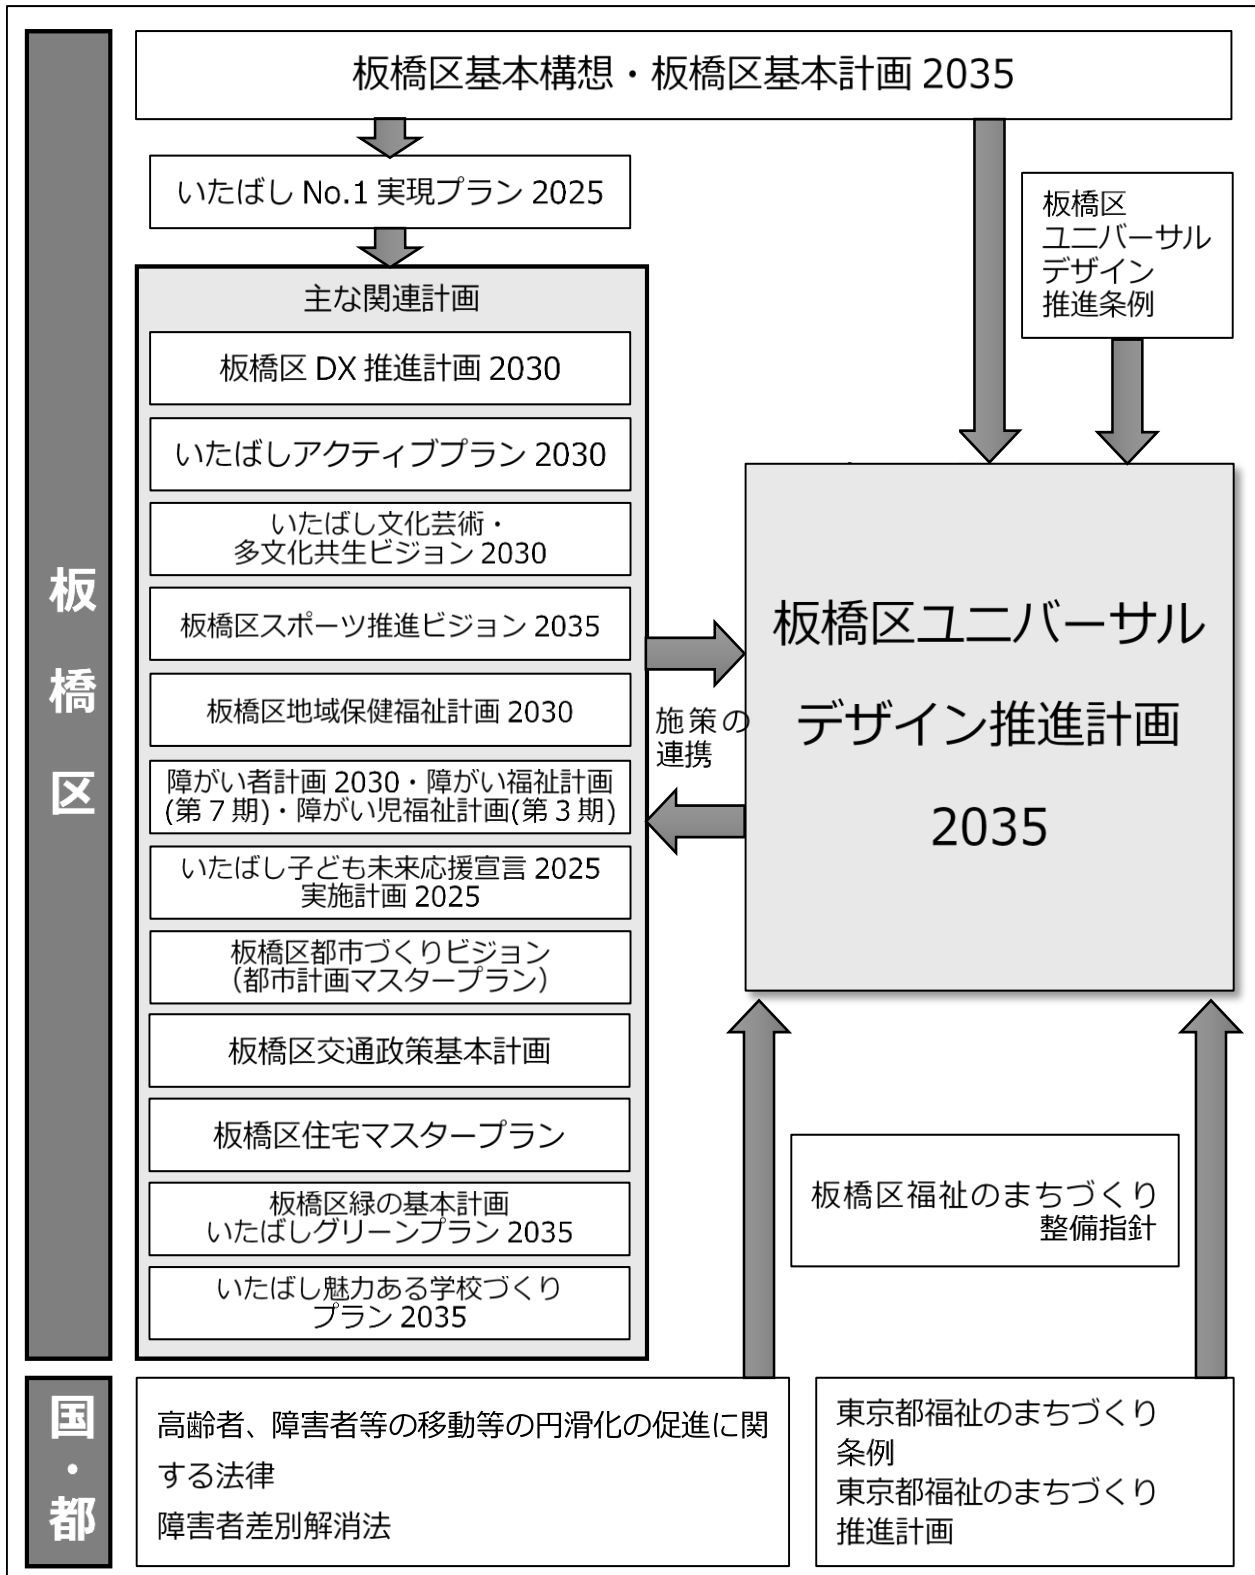 板橋区
板橋区基本構想・板橋区基本計画 2035
いたばし No.1 実現プラン 2025
主な関連計画
板橋区 DX 推進計画 2030
いたばしアクティブプラン 2030
いたばし文化芸術・
多文化共生ビジョン 2030
板橋区スポーツ推進ビジョン 2035
板橋区地域保健福祉計画 2030
障がい者計画 2030・障がい福祉計画
(第７期)・障がい児福祉計画(第３期)
いたばし子ども未来応援宣言 2025
実施計画 2025
板橋区都市づくりビジョン
（都市計画マスタープラン）
板橋区交通政策基本計画
板橋区住宅マスタープラン
板橋区緑の基本計画
いたばしグリーンプラン 2035
いたばし魅力ある学校づくり
プラン 2035
施策の
連携
板橋区
ユニバーサル
デザイン
推進条例
板橋区ユニバーサル
デザイン推進計画
2035
板橋区福祉のまちづくり
整備指針
国・都
高齢者、障害者等の移動等の円滑化の促進に関
する法律
障害者差別解消法
東京都福祉のまちづくり
条例
東京都福祉のまちづくり
推進計画